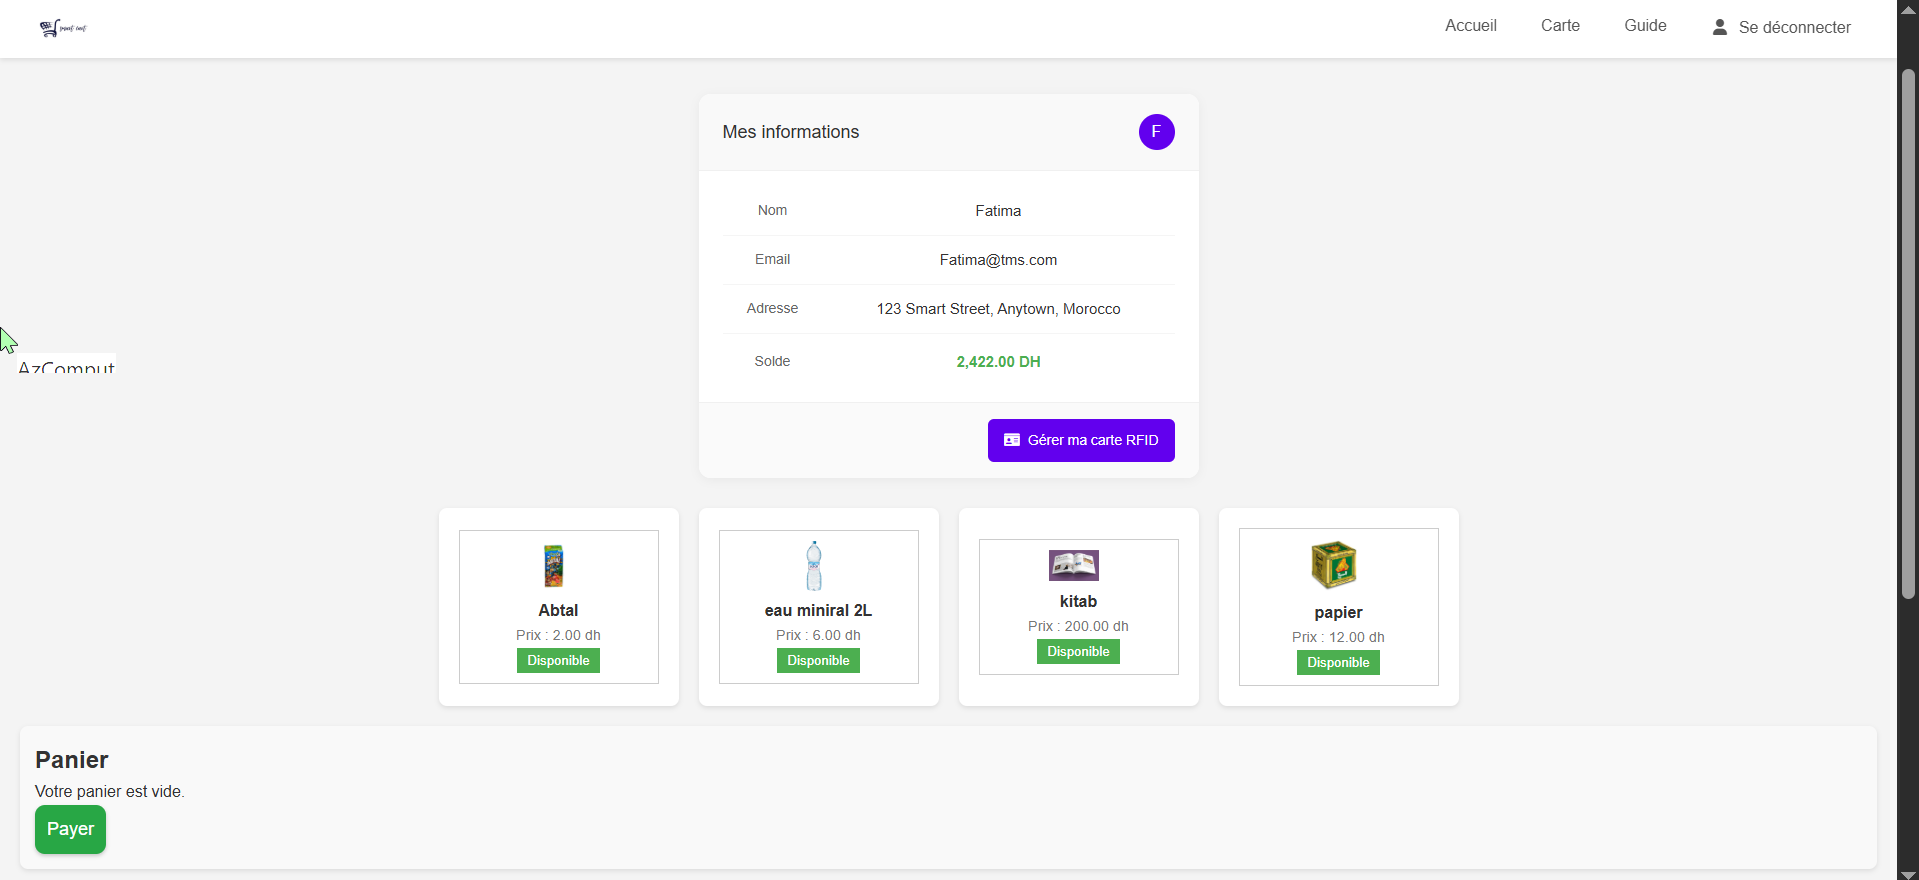 Accueil
Carte
Guide
Se déconnecter
Mes informations
F
Nom
Fatima
Email
Fatima@tms.com
Adresse
123 Smart Street, Anytown, Morocco
Solde
2,422.00 DH
Gérer ma carte RFID
Abtal
Prix : 2.00 dh
Disponible
eau miniral 2L
Prix : 6.00 dh
Disponible
kitab
Prix : 200.00 dh
Disponible
papier
Prix : 12.00 dh
Disponible
AzComput
Panier
Votre panier est vide.
Payer